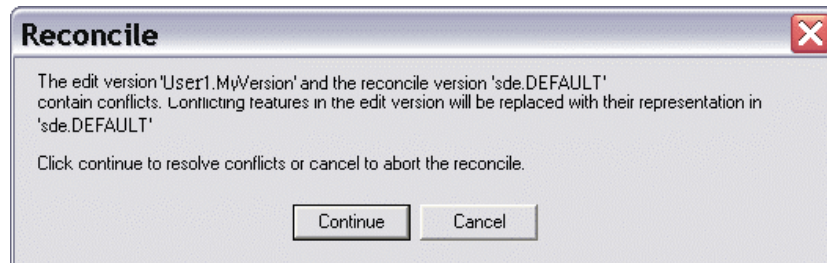 Reconcile
The edit version 'User1.MyVersion' and the reconcile version 'sde.DEFAULT'
contain conflicts. Conflicting features in the edit version will be replaced with their representation in
'sde.DEFAULT'
Click continue to resolve conflicts or cancel to abort the reconcile.
Continue
Cancel